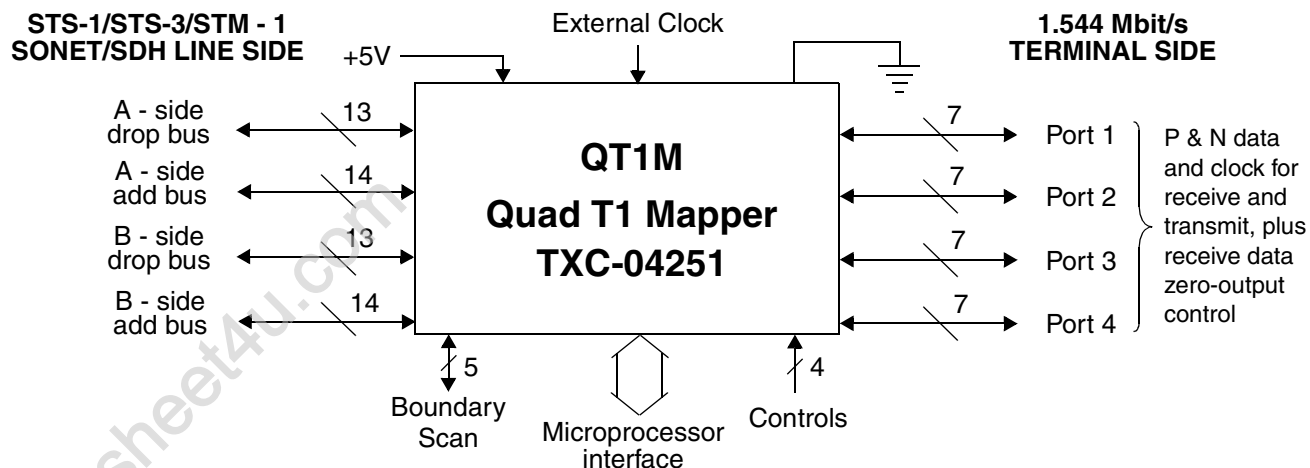 STS-1/STS-3/STM - 1
SONET/SDH LINE SIDE
+5V
External Clock
1.544 Mbit/s
TERMINAL SIDE
A - side
drop bus
13
A - side
add bus
14
B - side
drop bus
13
B - side
add bus
14
QT1M
Quad T1 Mapper
TXC-04251
7
Port 1
7
Port 2
7
Port 3
7
Port 4
P & N data
and clock for
receive and
transmit, plus
receive data
zero-output
control
5
Boundary
Scan
Microprocessor
interface
4
Controls
sheet4u.com